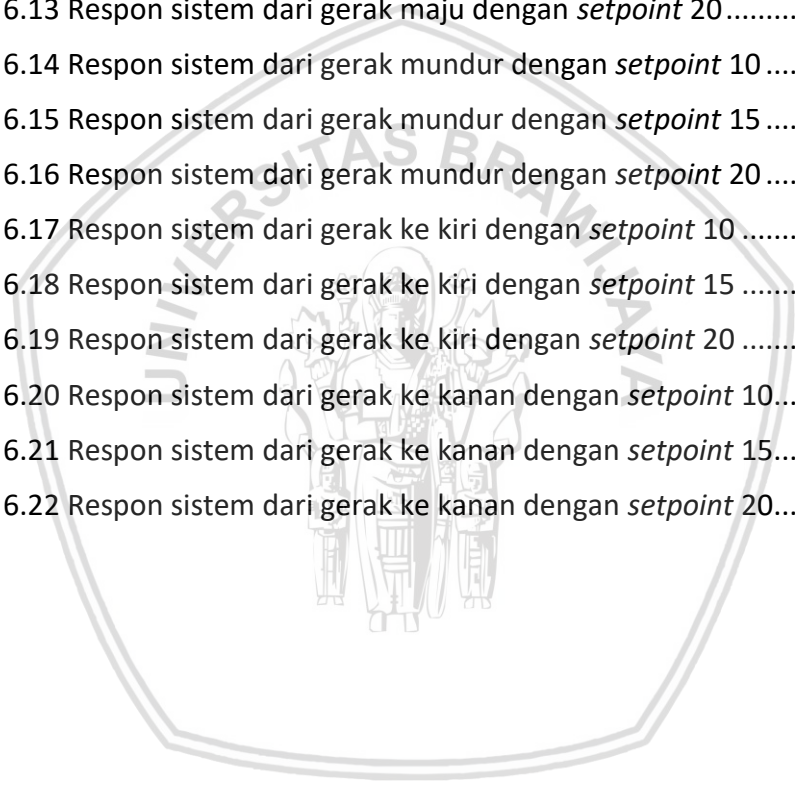 6.13 Respon sistem dari gerak maju dengan setpoint 20.........
6.14 Respon sistem dari gerak mundur dengan setpoint 10....
6.15 Respon sistem dari gerak mundur dengan setpoint 15....
6.16 Respon sistem dari gerak mundur dengan setpoint 20....
6.17 Respon sistem dari gerak ke kiri dengan setpoint 10.......
6.18 Respon sistem dari gerak ke kiri dengan setpoint 15.......
6.19 Respon sistem dari gerak ke kiri dengan setpoint 20.......
6.20 Respon sistem dari gerak ke kanan dengan setpoint 10...
6.21 Respon sistem dari gerak ke kanan dengan setpoint 15...
6.22 Respon sistem dari gerak ke kanan dengan setpoint 20...
UNIVERSITAS BRAWIJAYA